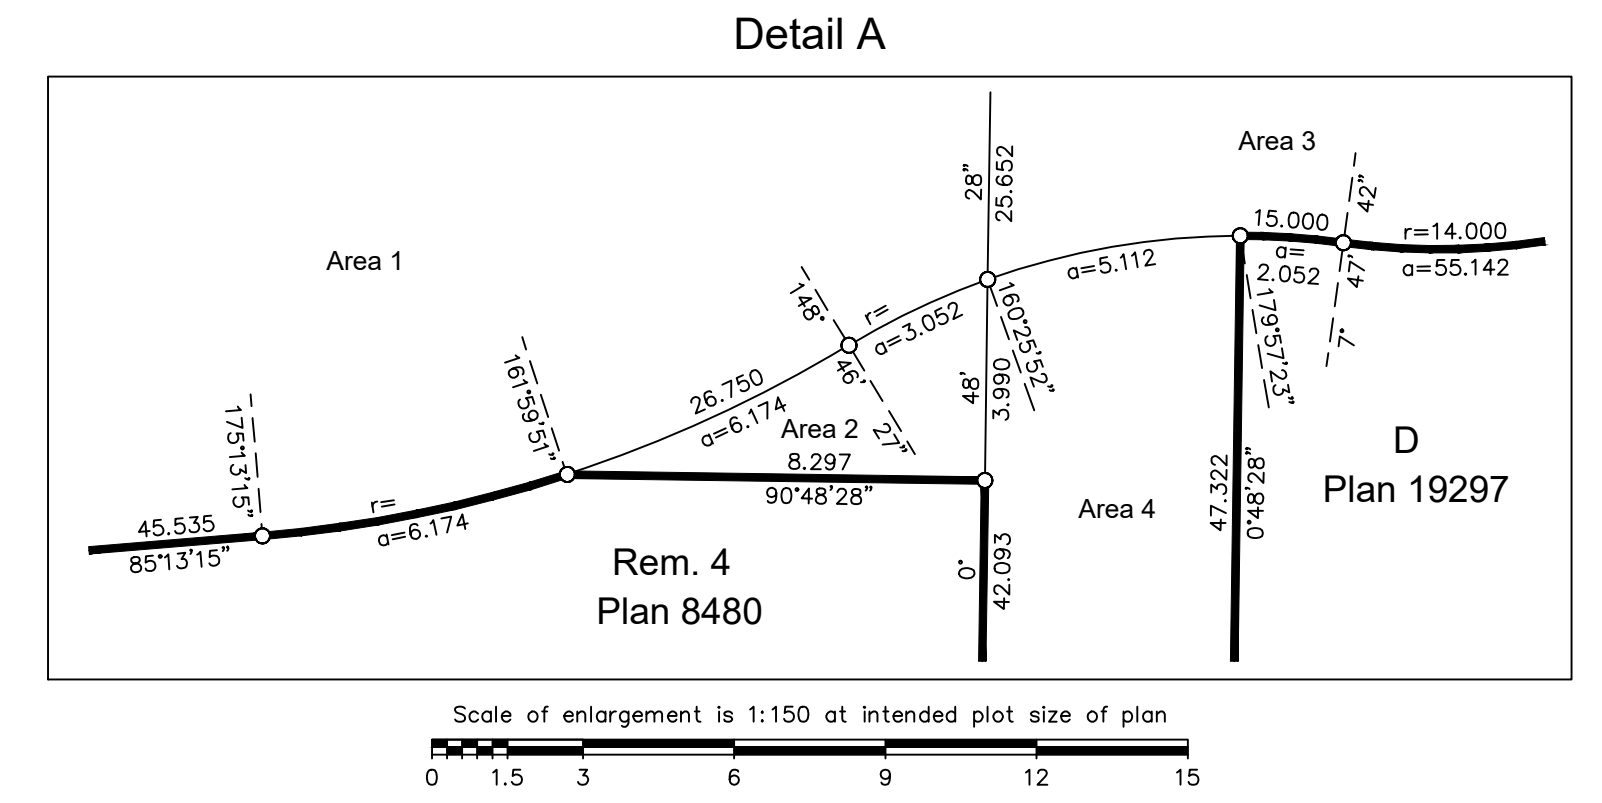 Detail A
Area 3
28"
25.652
42"
15.000
r=14.000
Area 1
a=
2.052
47'
a=55.142
a=5.112
148°
r=
a=3.052
160°25'52"
179°57'23"
7°
46'
161°59'51"
26.750
a=6.174
48'
3.990
175°13'15"
Area 2
27"
8.297
90°48'28"
D
Plan 19297
47.322
0°48'28"
Area 4
r=
a=6.174
45.535
85°13'15"
Rem. 4
Plan 8480
0°
42.093
Scale of enlargement is 1:150 at intended plot size of plan
0 1.5 3 6 9 12 15